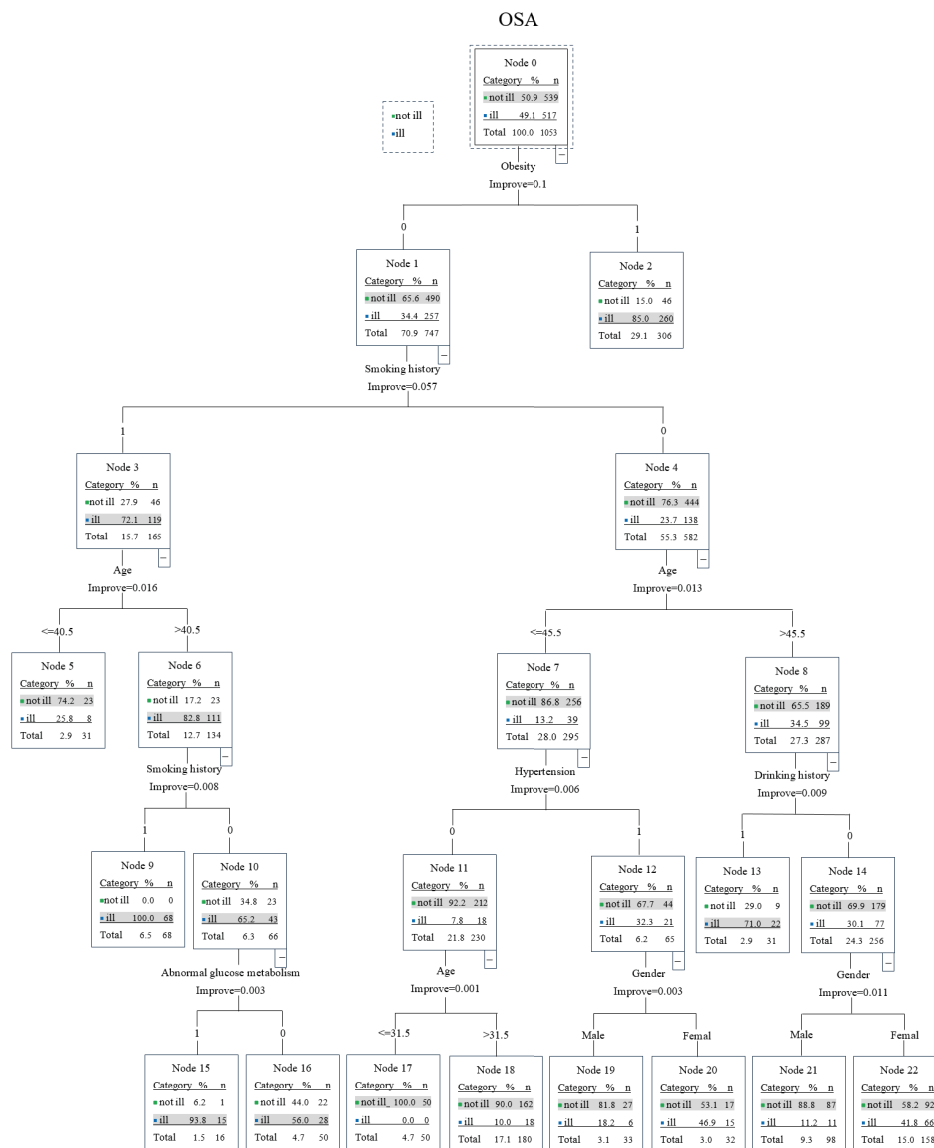 OSA
Node 0
Category % n
not ill 50.9 539
ill 49.1 517
Total 100.0 1053
not ill
ill
Obesity
Improve=0.1
0
1
Node 1
Category % n
not ill 65.6 490
ill 34.4 257
Total 70.9 747
Node 2
Category % n
not ill 15.0 46
ill 85.0 260
Total 29.1 306
Smoking history
Improve=0.057
1
0
Node 3
Category % n
not ill 27.9 46
ill 72.1 119
Total 15.7 165
Node 4
Category % n
not ill 76.3 444
ill 23.7 138
Total 55.3 582
Age
Improve=0.016
Age
Improve=0.013
<=40.5
>40.5
<=45.5
>45.5
Node 5
Category % n
not ill 74.2 23
ill 25.8 8
Total 2.9 31
Node 6
Category % n
not ill 17.2 23
ill 82.8 111
Total 12.7 134
Node 7
Category % n
not ill 86.8 256
ill 13.2 39
Total 28.0 295
Node 8
Category % n
not ill 65.5 189
ill 34.5 99
Total 27.3 287
Smoking history
Improve=0.008
Hypertension
Improve=0.006
Drinking history
Improve=0.009
1
0
0
1
1
0
Node 9
Category % n
not ill 0.0 0
ill 100.0 68
Total 6.5 68
Node 10
Category % n
not ill 34.8 23
ill 65.2 43
Total 6.3 66
Node 11
Category % n
not ill 92.2 212
ill 7.8 18
Total 21.8 230
Node 12
Category % n
not ill 67.7 44
ill 32.3 21
Total 6.2 65
Node 13
Category % n
not ill 29.0 9
ill 71.0 22
Total 2.9 31
Node 14
Category % n
not ill 69.9 179
ill 30.1 77
Total 24.3 256
Abnormal glucose metabolism
Improve=0.003
Age
Improve=0.001
Gender
Improve=0.003
Gender
Improve=0.011
1
0
<=31.5
>31.5
Male
Femal
Male
Femal
Node 15
Category % n
not ill 6.2 1
ill 93.8 15
Total 1.5 16
Node 16
Category % n
not ill 44.0 22
ill 56.0 28
Total 4.7 50
Node 17
Category % n
not ill_ 100.0 50
ill 0.0 0
Total 4.7 50
Node 18
Category % n
not ill 90.0 162
ill 10.0 18
Total 17.1 180
Node 19
Category % n
not ill 81.8 27
ill 18.2 6
Total 3.1 33
Node 20
Category % n
not ill 53.1 17
ill 46.9 15
Total 3.0 32
Node 21
Category % n
not ill 88.8 87
ill 11.2 11
Total 9.3 98
Node 22
Category % n
not ill 58.2 92
ill 41.8 66
Total 15.0 158